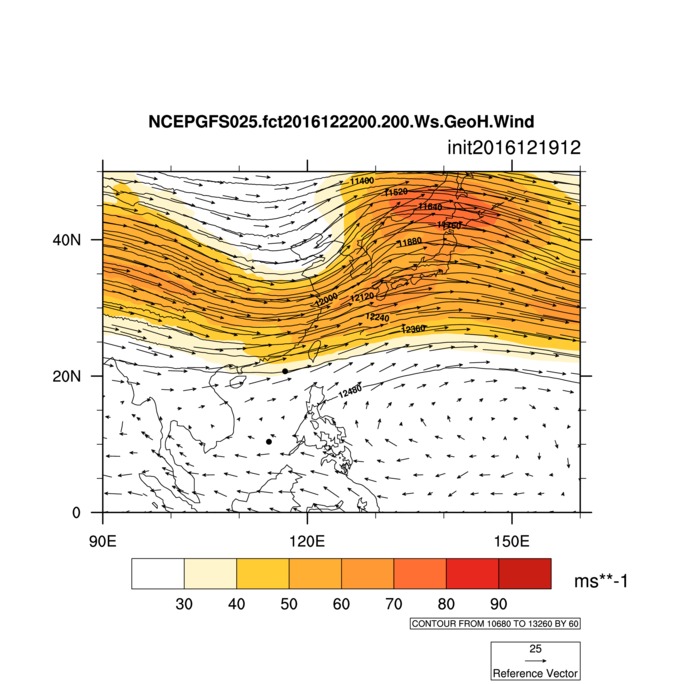 NCEPGFS025.fct2016122200.200.Ws.GeoH.Wind
init2016121912
11400
11520
11640
11760
40N
11880
12000
12120
12240
12360
20N
12480
0
90E
120E
150E
ms**-1
30
40
50
60
70
80
90
CONTOUR FROM 10680 TO 13260 BY 60
25
Reference Vector